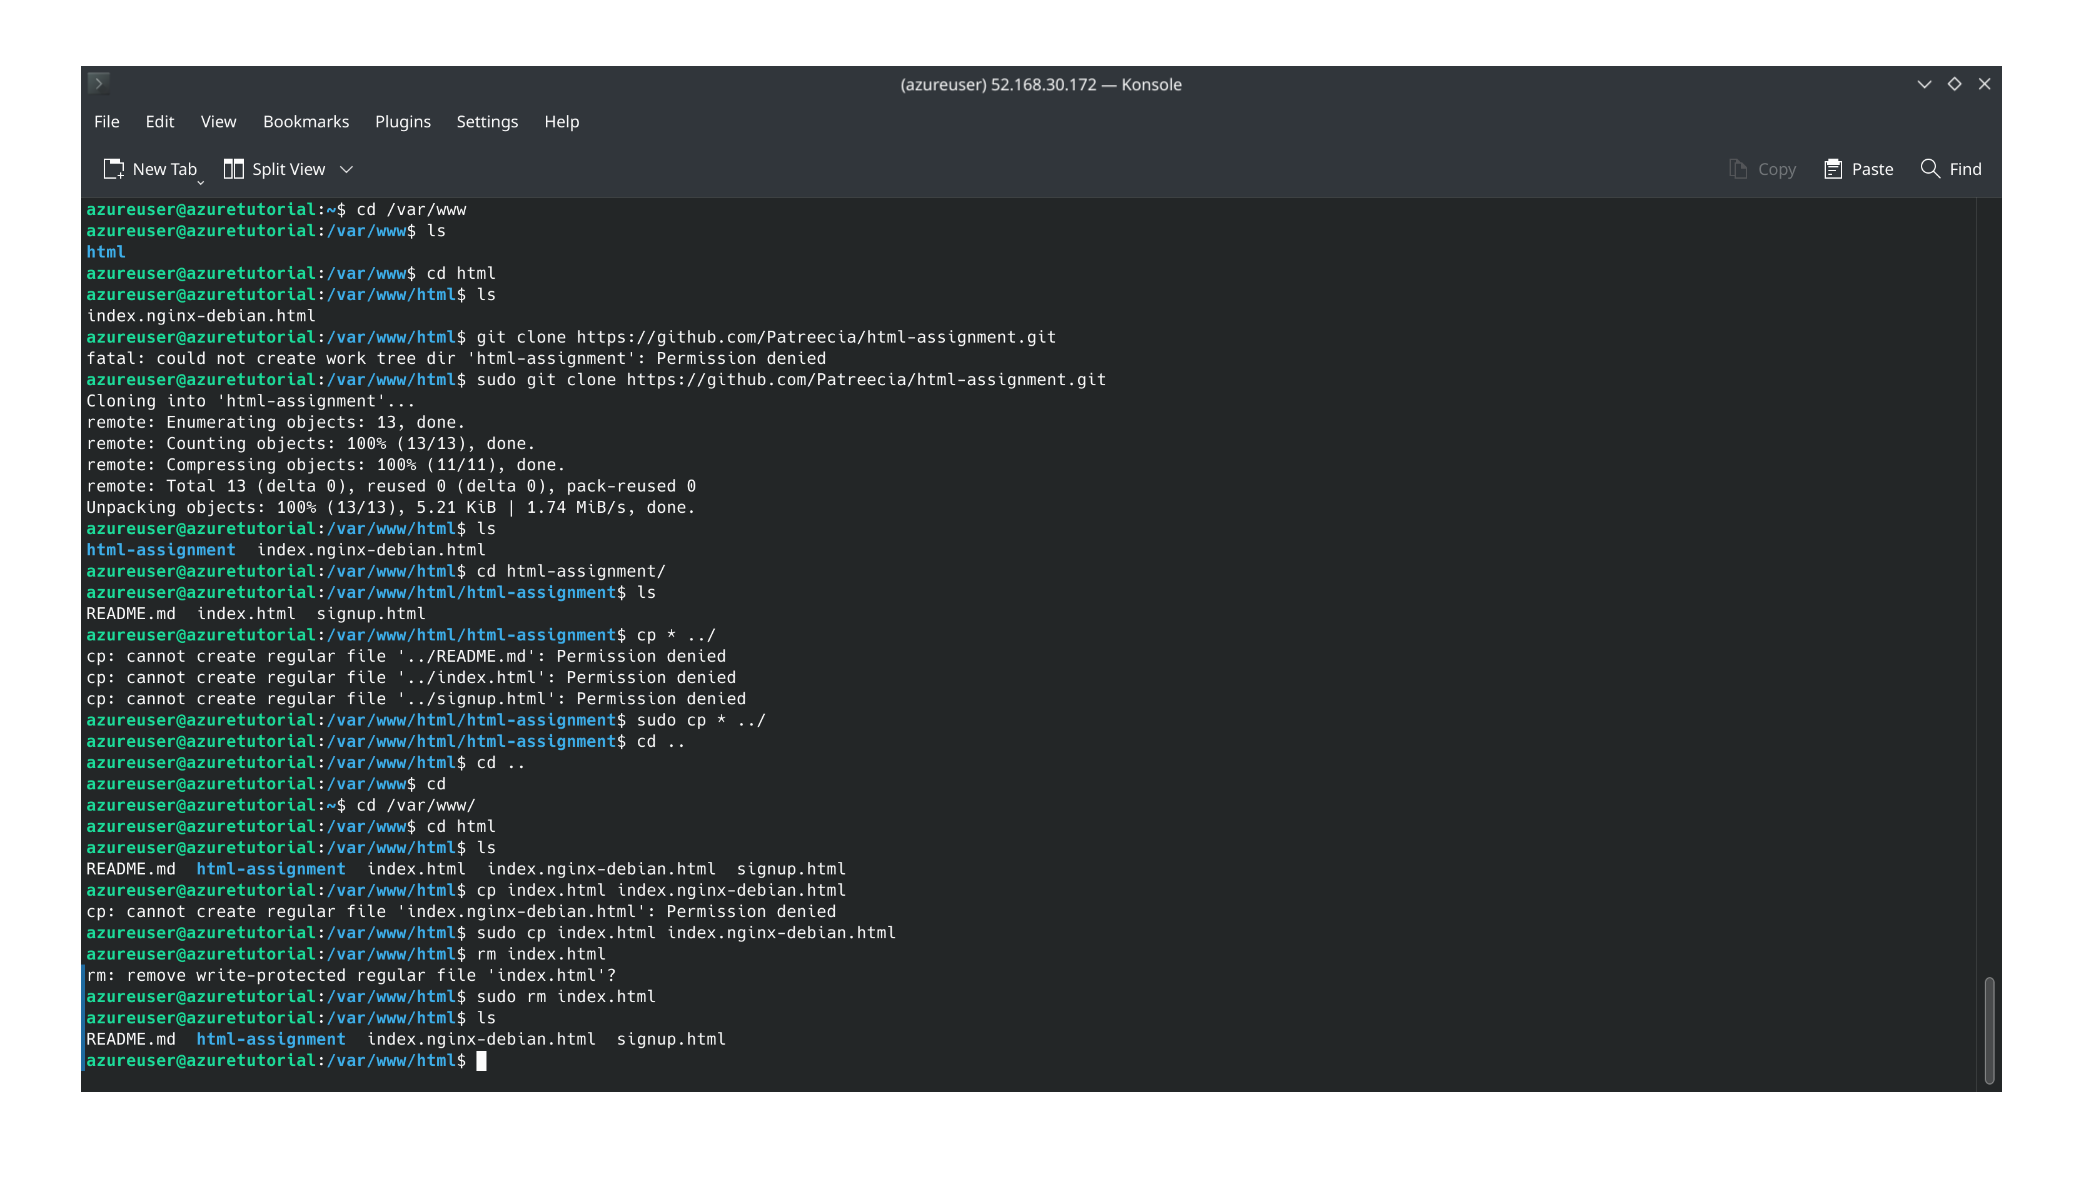 (azureuser) 52.168.30.172 — Konsole
File Edit View Bookmarks Plugins Settings Help
New Tab Split View Copy Paste Find
azureuser@azuretutorial:~$ cd /var/www
azureuser@azuretutorial:/var/www$ ls
html
azureuser@azuretutorial:/var/www$ cd html
azureuser@azuretutorial:/var/www/html$ ls
index.nginx-debian.html
azureuser@azuretutorial:/var/www/html$ git clone https://github.com/Patreecia/html-assignment.git
fatal: could not create work tree dir 'html-assignment': Permission denied
azureuser@azuretutorial:/var/www/html$ sudo git clone https://github.com/Patreecia/html-assignment.git
Cloning into 'html-assignment'...
remote: Enumerating objects: 13, done.
remote: Counting objects: 100% (13/13), done.
remote: Compressing objects: 100% (11/11), done.
remote: Total 13 (delta 0), reused 0 (delta 0), pack-reused 0
Unpacking objects: 100% (13/13), 5.21 KiB | 1.74 MiB/s, done.
azureuser@azuretutorial:/var/www/html$ ls
html-assignment  index.nginx-debian.html
azureuser@azuretutorial:/var/www/html$ cd html-assignment/
azureuser@azuretutorial:/var/www/html/html-assignment$ ls
README.md  index.html  signup.html
azureuser@azuretutorial:/var/www/html/html-assignment$ cp * ../
cp: cannot create regular file '../README.md': Permission denied
cp: cannot create regular file '../index.html': Permission denied
cp: cannot create regular file '../signup.html': Permission denied
azureuser@azuretutorial:/var/www/html/html-assignment$ sudo cp * ../
azureuser@azuretutorial:/var/www/html/html-assignment$ cd ..
azureuser@azuretutorial:/var/www/html$ cd ..
azureuser@azuretutorial:/var/www$ cd
azureuser@azuretutorial:~$ cd /var/www/
azureuser@azuretutorial:/var/www$ cd html
azureuser@azuretutorial:/var/www/html$ ls
README.md  html-assignment  index.html  index.nginx-debian.html  signup.html
azureuser@azuretutorial:/var/www/html$ cp index.html index.nginx-debian.html
cp: cannot create regular file 'index.nginx-debian.html': Permission denied
azureuser@azuretutorial:/var/www/html$ sudo cp index.html index.nginx-debian.html
azureuser@azuretutorial:/var/www/html$ rm index.html
rm: remove write-protected regular file 'index.html'?
azureuser@azuretutorial:/var/www/html$ sudo rm index.html
azureuser@azuretutorial:/var/www/html$ ls
README.md  html-assignment  index.nginx-debian.html  signup.html
azureuser@azuretutorial:/var/www/html$